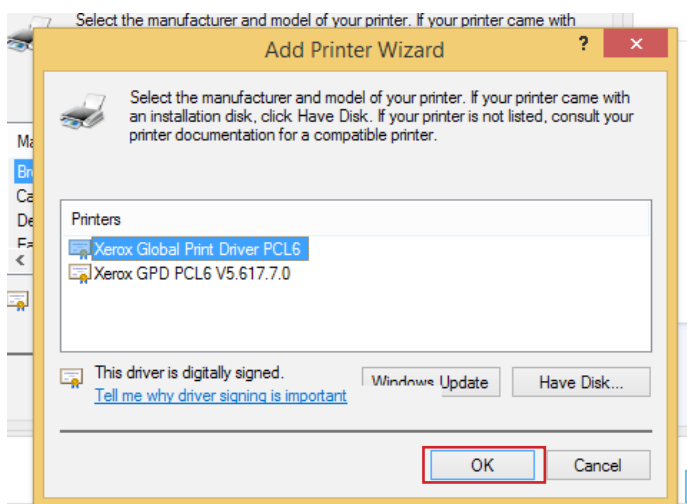 Select the manufacturer and model of your printer. If your printer came with
Add Printer Wizard
?
Select the manufacturer and model of your printer. If your printer came with
an installation disk, click Have Disk. If your printer is not listed, consult your
printer documentation for a compatible printer.
Ma
Br
Ca
De
Printers
Xerox Global Print Driver PCL6
Xerox GPD PCL6 V5.617.7.0
This driver is digitally signed.
Tell me why driver signing is important
Windows Update
Have Disk...
OK
Cancel